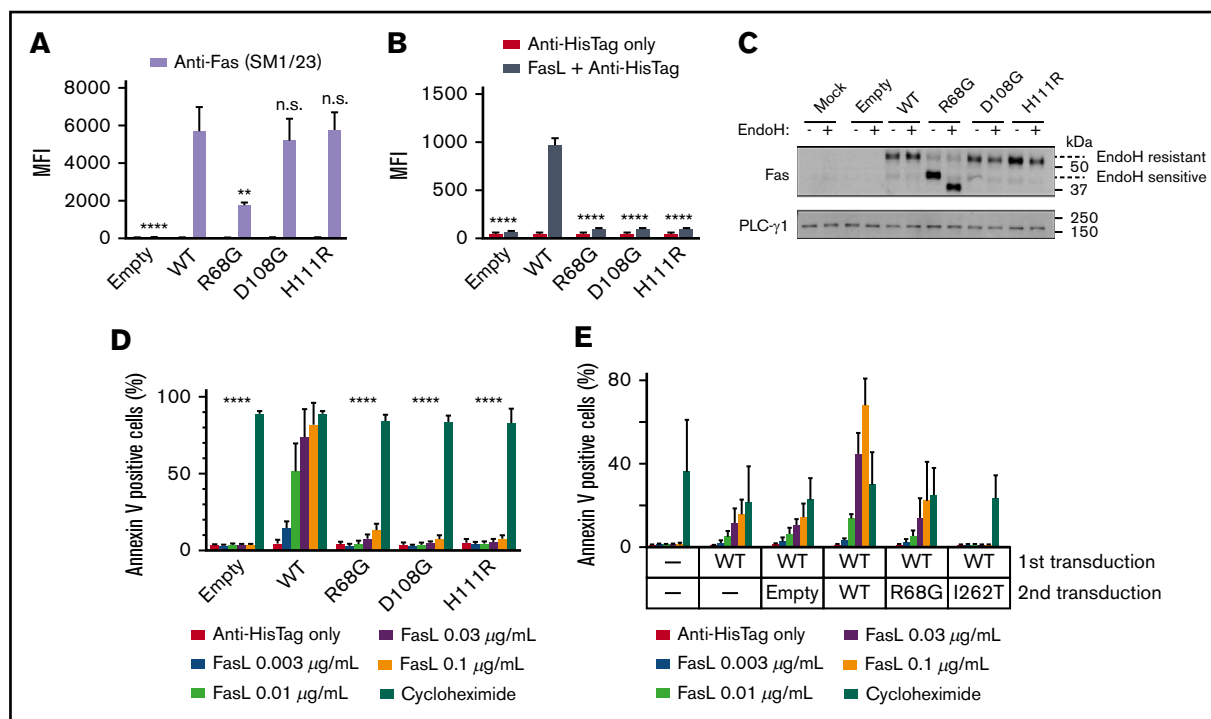 A
Anti-Fas (SM1/23)
8000
6000
4000
2000
0
MFI
****
**
n.s.
n.s.
Empty
WT
R68G
D108G
H111R
B
Anti-HisTag only
FasL + Anti-HisTag
1500
1000
500
0
MFI
****
****
****
****
Empty
WT
R68G
D108G
H111R
C
Mock
Empty
WT
R68G
D108G
H111R
EndoH: - + - + - + - + - + - +
kDa
Fas
EndoH resistant
50
EndoH sensitive
37
PLC-γ1
250
150
D
Annexin V positive cells (%)
100
50
0
****
****
****
****
Empty
WT
R68G
D108G
H111R
Anti-HisTag only
FasL 0.003 µg/mL
FasL 0.01 µg/mL
FasL 0.03 µg/mL
FasL 0.1 µg/mL
Cycloheximide
E
Annexin V positive cells (%)
80
40
20
0
— WT WT WT WT WT 1st transduction
— — Empty WT R68G I262T 2nd transduction
Anti-HisTag only
FasL 0.003 µg/mL
FasL 0.01 µg/mL
FasL 0.03 µg/mL
FasL 0.1 µg/mL
Cycloheximide